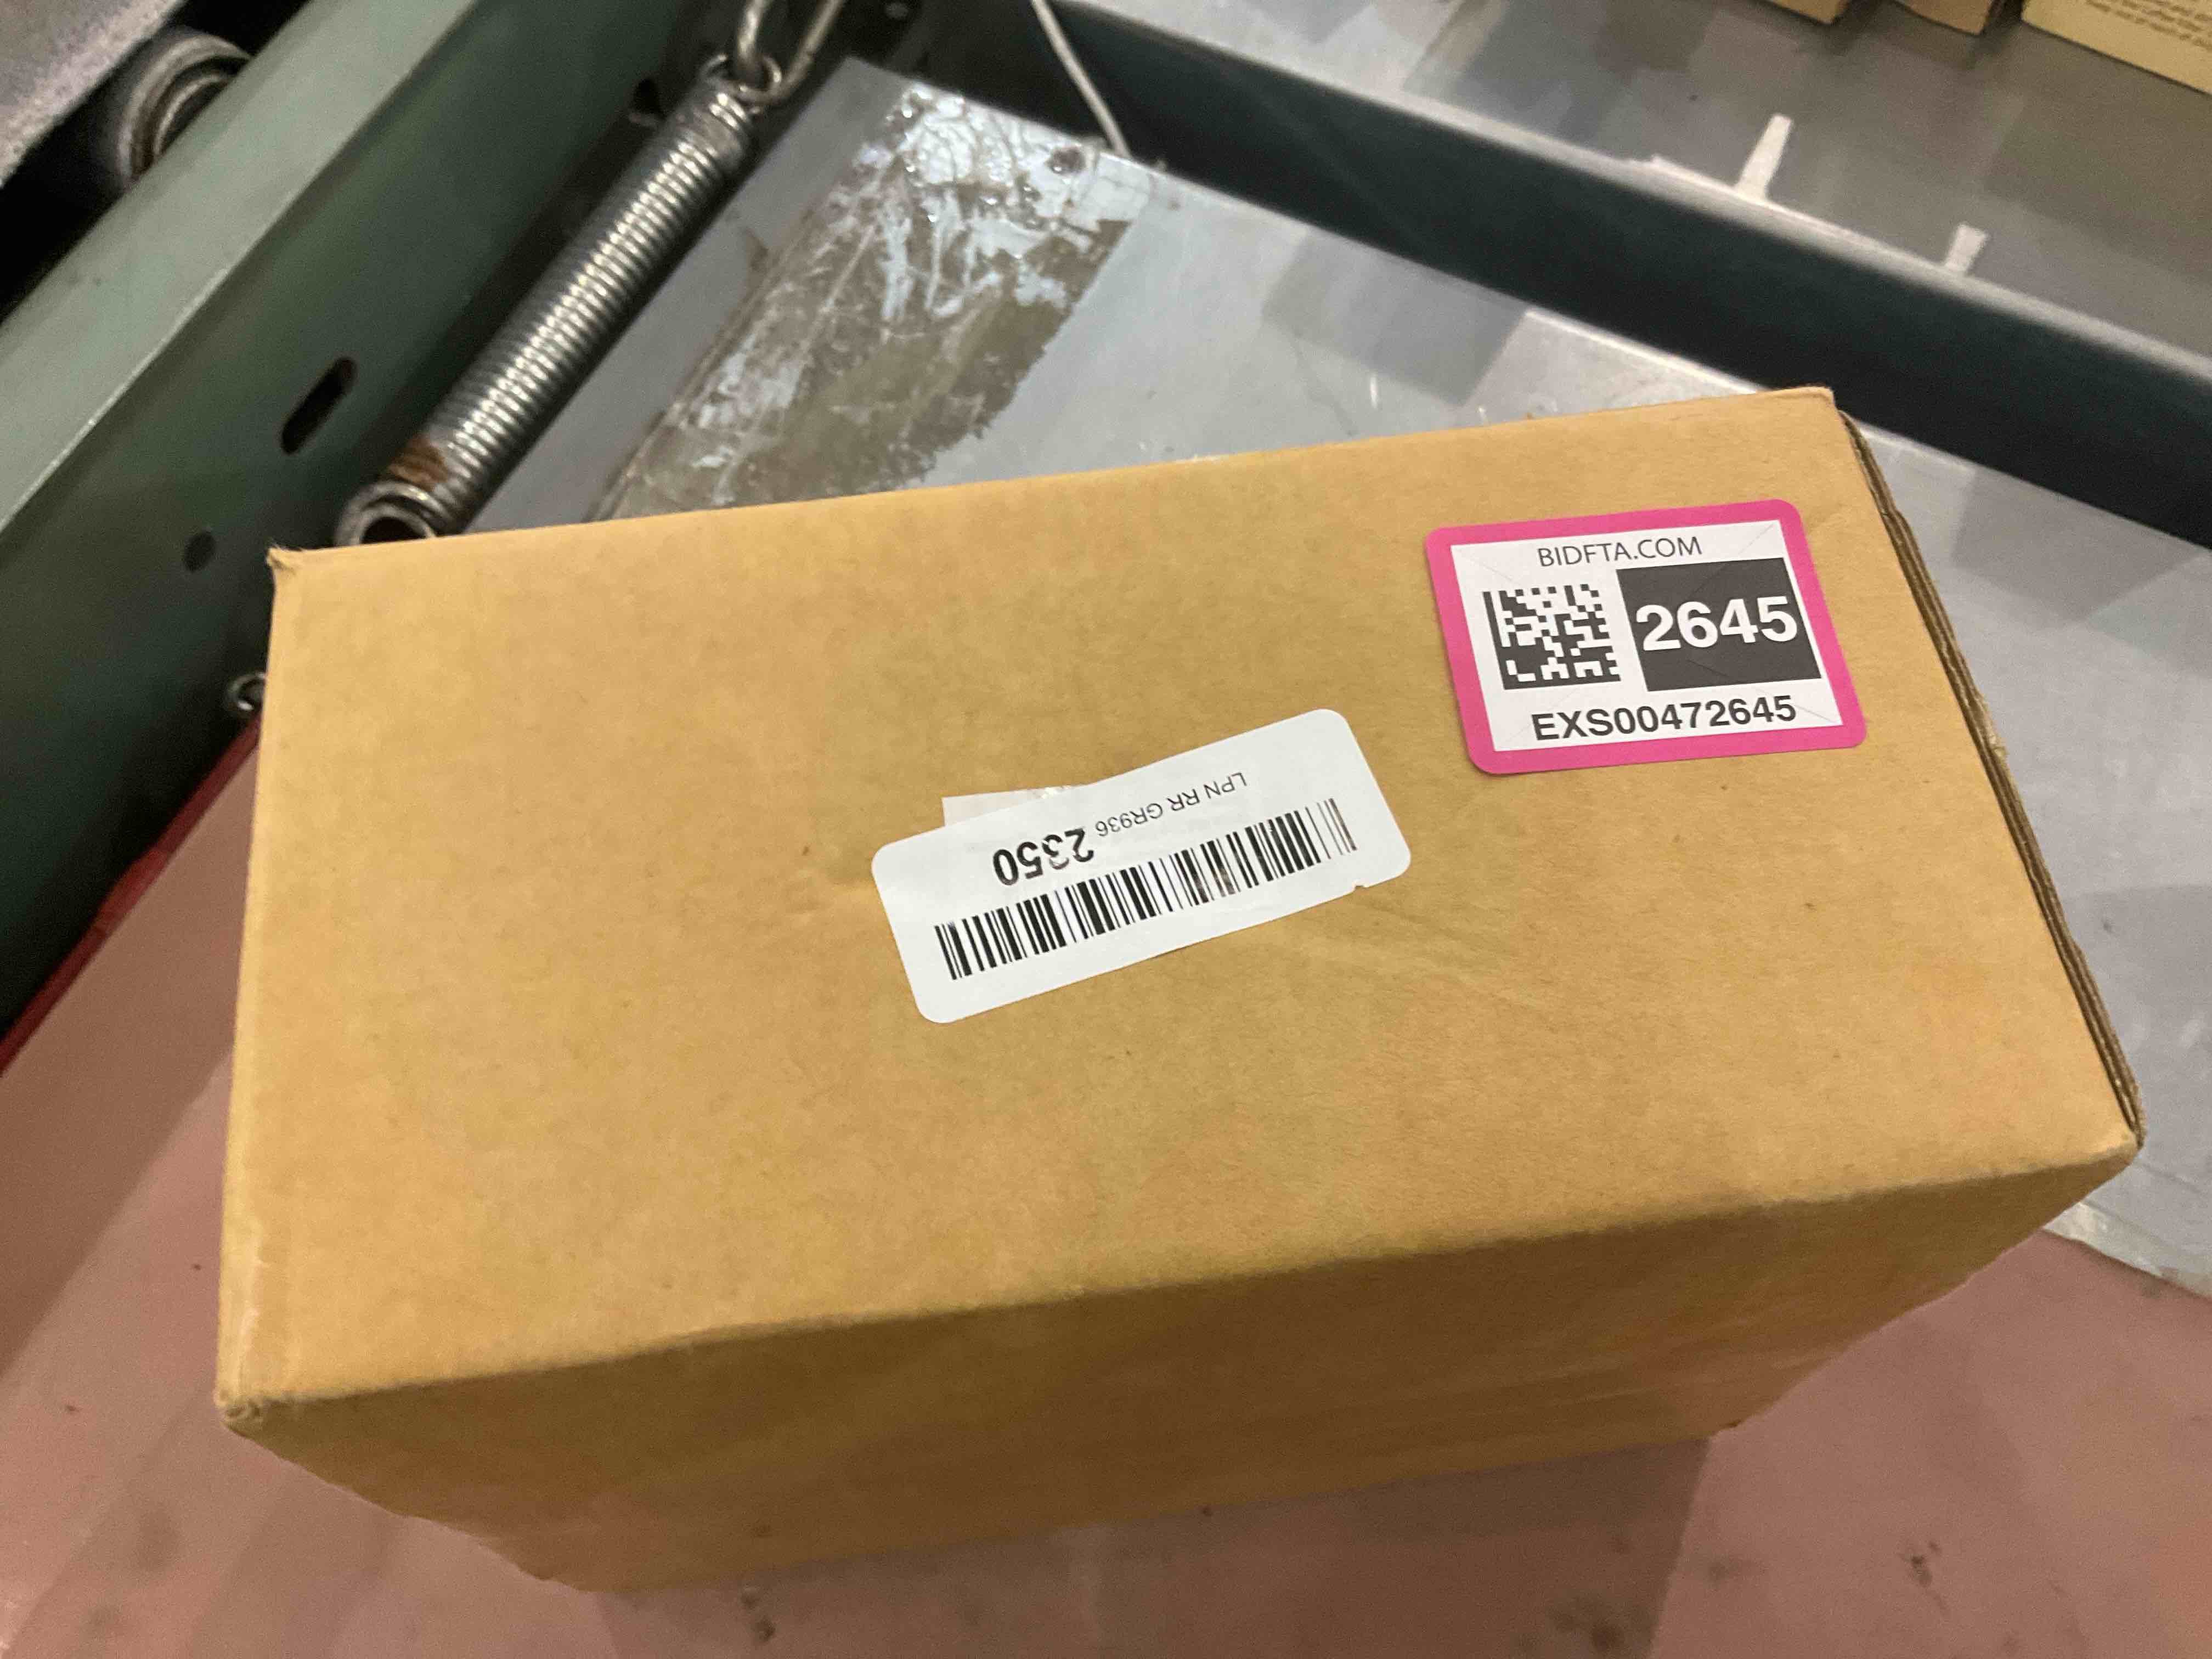 BIDFTA.COM
2645
EXS00472645
LPN RR GR936 2350